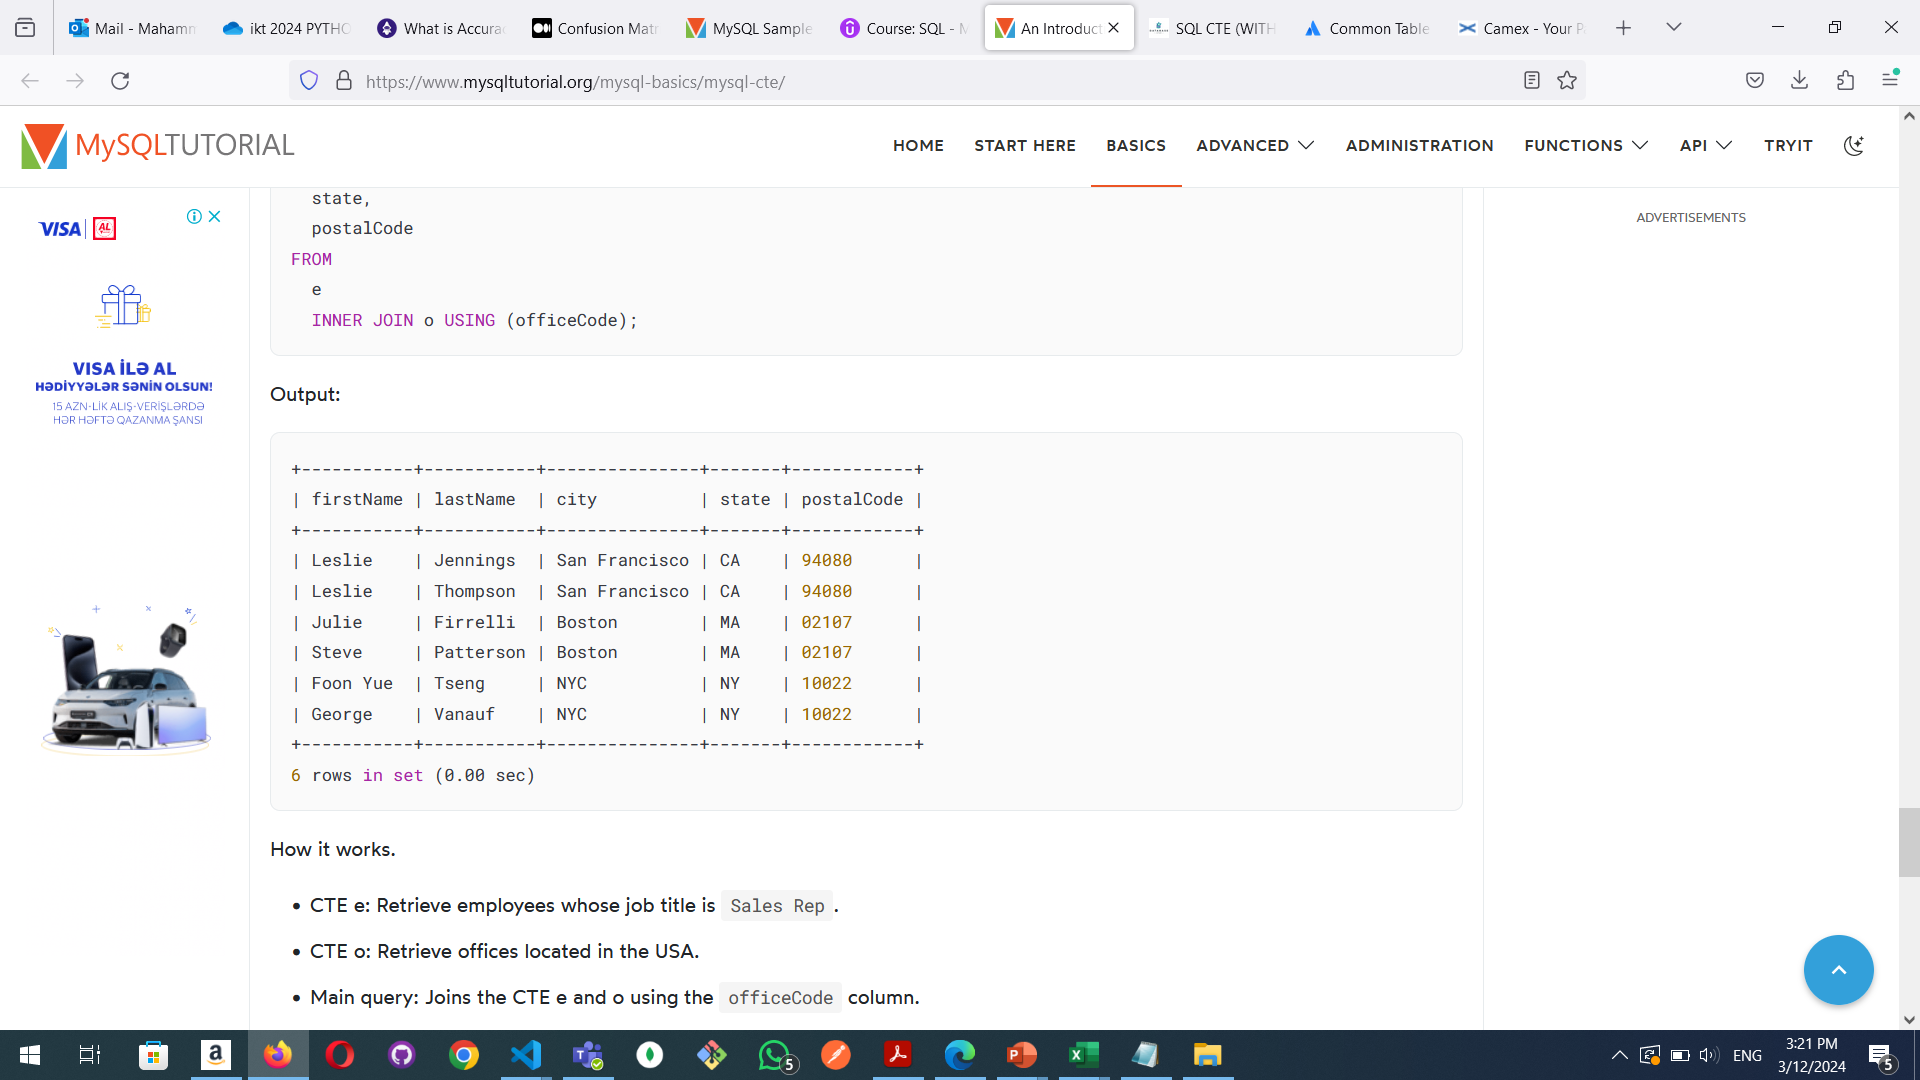 Mail - Mahamn
ikt 2024 PYTHO
What is Accura
Confusion Mat
MySQL Sample
Course: SQL - M
An Introduct
SQL CTE (WITH
Common Table
Camex - Your P
https://www.mysqltutorial.org/mysql-basics/mysql-cte/
MySQLTUTORIAL
HOME
START HERE
BASICS
ADVANCED
ADMINISTRATION
FUNCTIONS
API
TRYIT
VISA
AL
VISA İLƏ AL
HƏDİYYƏLƏR SƏNİN OLSUN!
15 AZN-LİK ALIŞ-VERİŞLƏRDƏ
HƏR HƏFTƏ QAZANMA ŞANSI
state,
postalCode
FROM
e
INNER JOIN o USING (officeCode);
Output:
+-----------+-----------+---------------+-------+------------+
| firstName | lastName  | city          | state | postalCode |
+-----------+-----------+---------------+-------+------------+
| Leslie    | Jennings  | San Francisco | CA    | 94080      |
| Leslie    | Thompson  | San Francisco | CA    | 94080      |
| Julie     | Firrelli  | Boston        | MA    | 02107      |
| Steve     | Patterson | Boston        | MA    | 02107      |
| Foon Yue  | Tseng     | NYC           | NY    | 10022      |
| George    | Vanauf    | NYC           | NY    | 10022      |
+-----------+-----------+---------------+-------+------------+
6 rows in set (0.00 sec)
How it works.
• CTE e: Retrieve employees whose job title is Sales Rep .
• CTE o: Retrieve offices located in the USA.
• Main query: Joins the CTE e and o using the officeCode column.
ADVERTISEMENTS
5
ENG
3:21 PM
3/12/2024
5